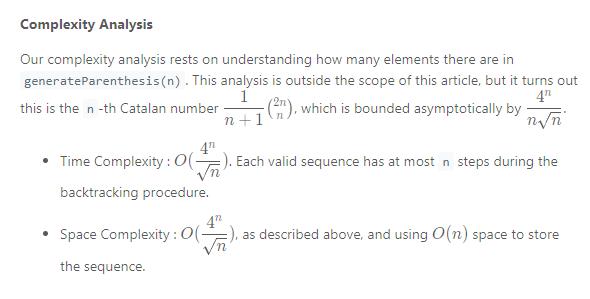 Complexity Analysis
Our complexity analysis rests on understanding how many elements there are in
generateParenthesis(n) . This analysis is outside the scope of this article, but it turns out
this is the n -th Catalan number $\frac{1}{n+1}\binom{2n}{n}$, which is bounded asymptotically by $\frac{4^n}{n\sqrt{n}}$.
• Time Complexity : $O(\frac{4^n}{\sqrt{n}})$. Each valid sequence has at most n steps during the
backtracking procedure.
• Space Complexity : $O(\frac{4^n}{\sqrt{n}})$, as described above, and using $O(n)$ space to store
the sequence.